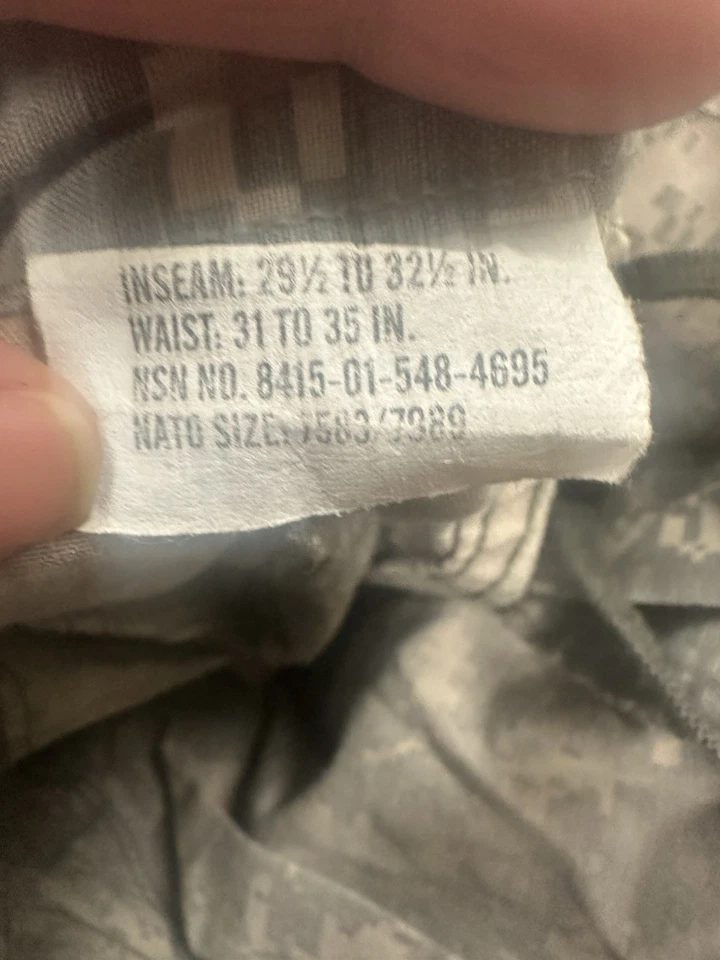 INSEAM: 29½ TO 32½ IN.
WAIST: 31 TO 35 IN.
NSN NO. 8415-01-548-4695
NATO SIZE: